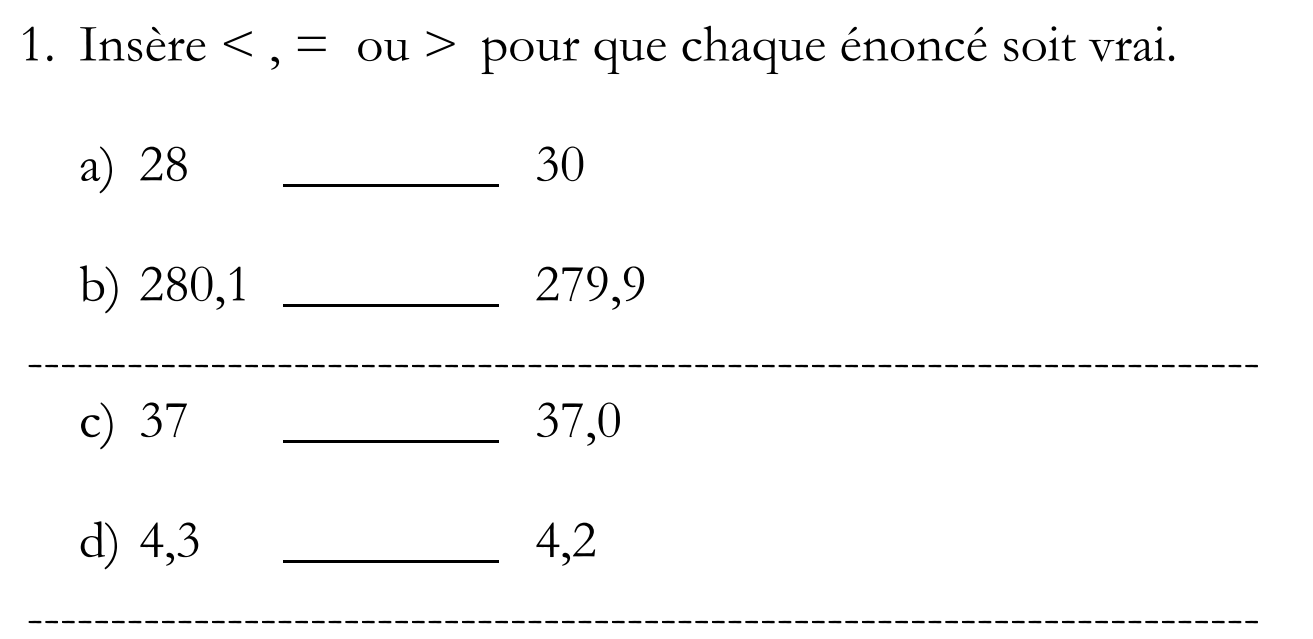 1. Insère < , = ou > pour que chaque énoncé soit vrai.
a) 28 ________ 30
b) 280,1 ________ 279,9
c) 37 ________ 37,0
d) 4,3 ________ 4,2